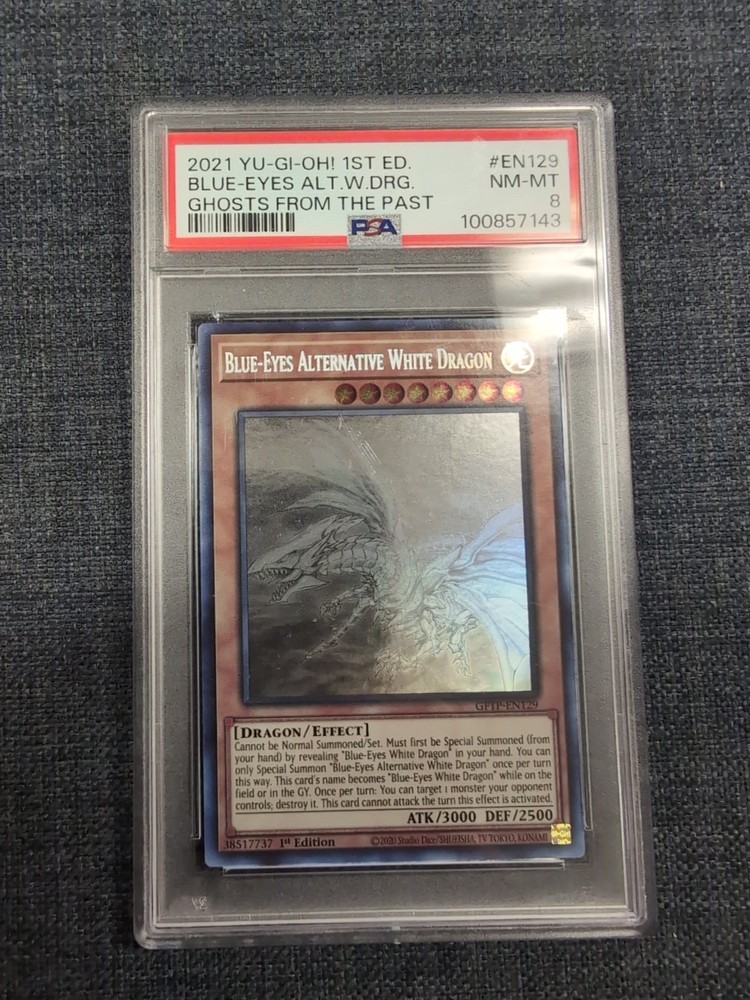 2021 YU-GI-OH! 1ST ED. #EN129
BLUE-EYES ALT.W.DRG. NM-MT
GHOSTS FROM THE PAST 8
PSA 100857143
BLUE-EYES ALTERNATIVE WHITE DRAGON
GFTP-EN129
[DRAGON/EFFECT]
Cannot be Normal Summoned/Set. Must first be Special Summoned (from
your hand) by revealing "Blue-Eyes White Dragon" in your hand. You can
only Special Summon "Blue-Eyes Alternative White Dragon" once per turn
this way. This card's name becomes "Blue-Eyes White Dragon" while on the
field or in the GY. Once per turn: You can target 1 monster your opponent
controls; destroy it. This card cannot attack the turn this effect is activated.
ATK/3000 DEF/2500
38517737 1st Edition ©2020 Studio Dice/SHUEISHA, TV TOKYO, KONAMI